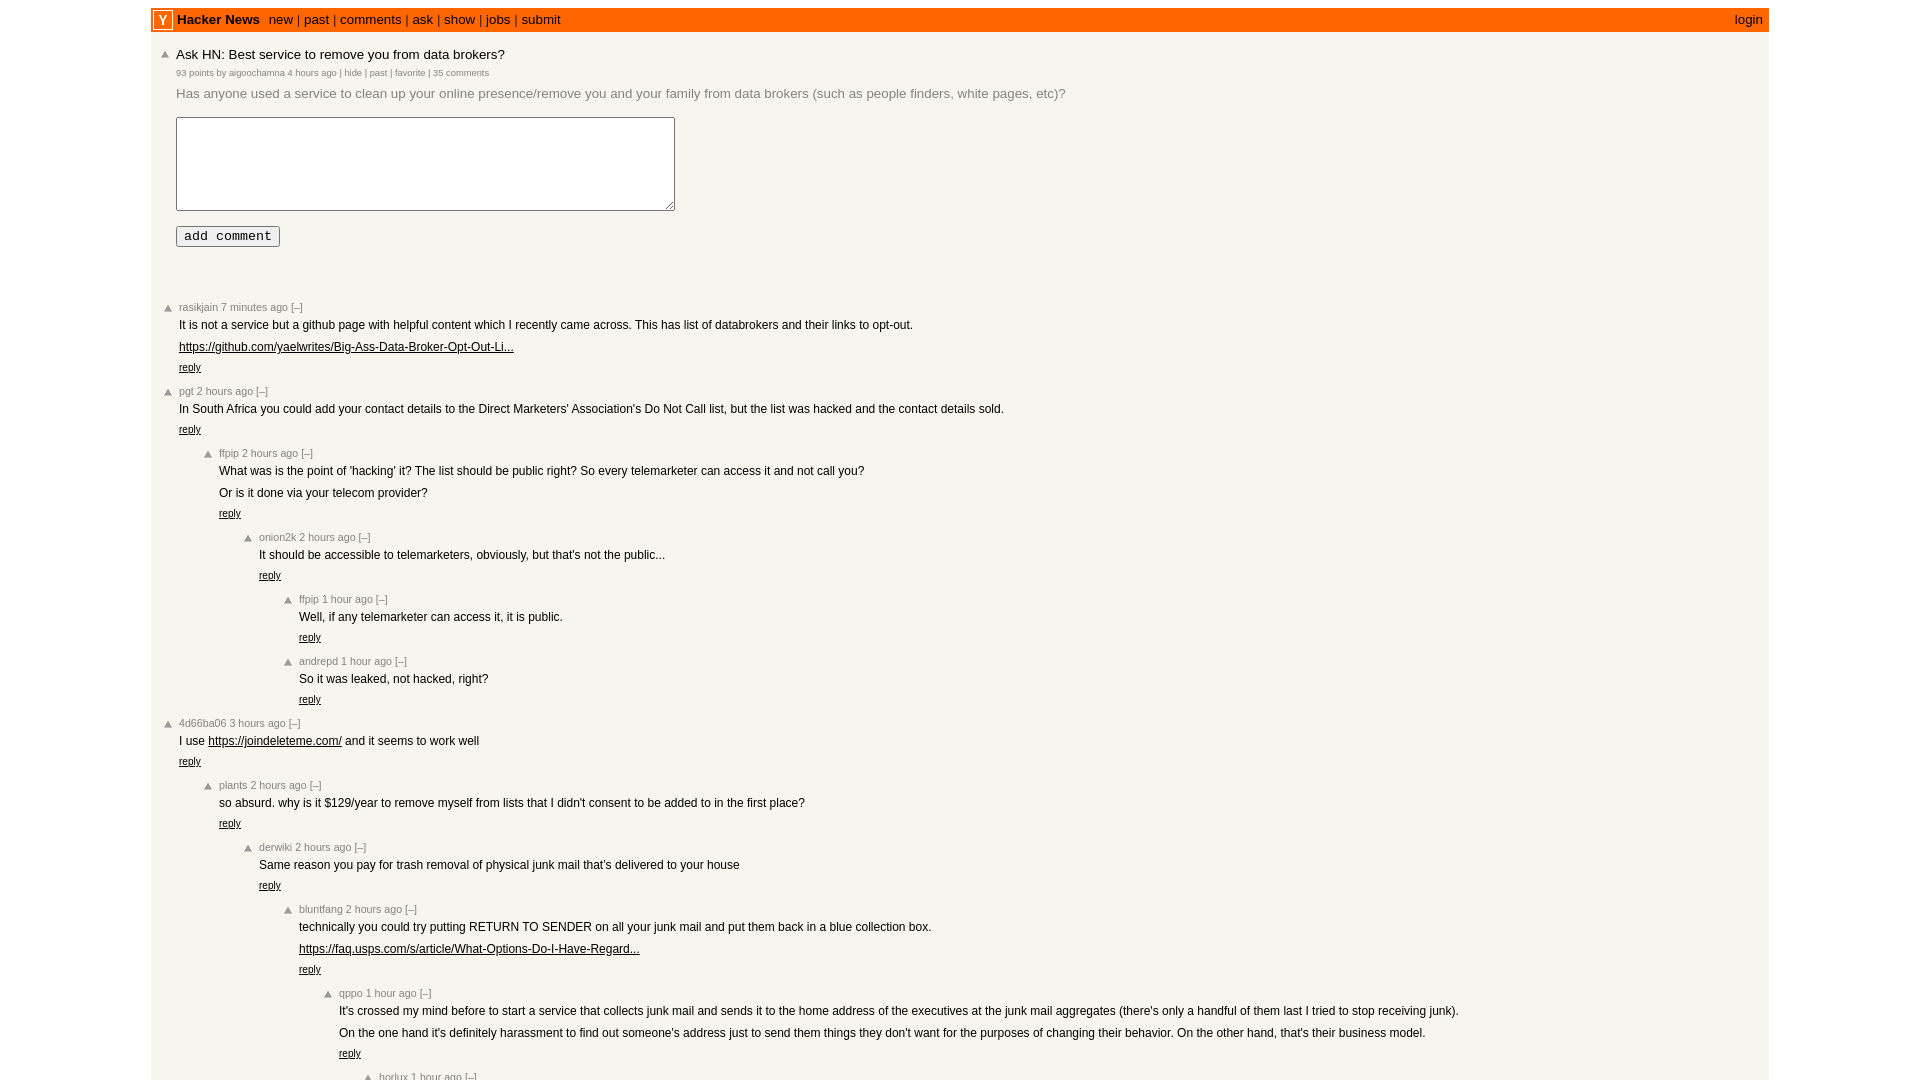 Y Hacker News new | past | comments | ask | show | jobs | submit login
Ask HN: Best service to remove you from data brokers?
93 points by aigoochamna 4 hours ago | hide | past | favorite | 35 comments
Has anyone used a service to clean up your online presence/remove you and your family from data brokers (such as people finders, white pages, etc)?
add comment
rasikjain 7 minutes ago [–]
It is not a service but a github page with helpful content which I recently came across. This has list of databrokers and their links to opt-out.
https://github.com/yaelwrites/Big-Ass-Data-Broker-Opt-Out-Li...
reply
pgt 2 hours ago [–]
In South Africa you could add your contact details to the Direct Marketers' Association's Do Not Call list, but the list was hacked and the contact details sold.
reply
ffpip 2 hours ago [–]
What was is the point of 'hacking' it? The list should be public right? So every telemarketer can access it and not call you?
Or is it done via your telecom provider?
reply
onion2k 2 hours ago [–]
It should be accessible to telemarketers, obviously, but that's not the public...
reply
ffpip 1 hour ago [–]
Well, if any telemarketer can access it, it is public.
reply
andrepd 1 hour ago [–]
So it was leaked, not hacked, right?
reply
4d66ba06 3 hours ago [–]
I use https://joindeleteme.com/ and it seems to work well
reply
plants 2 hours ago [–]
so absurd. why is it $129/year to remove myself from lists that I didn't consent to be added to in the first place?
reply
derwiki 2 hours ago [–]
Same reason you pay for trash removal of physical junk mail that’s delivered to your house
reply
bluntfang 2 hours ago [–]
technically you could try putting RETURN TO SENDER on all your junk mail and put them back in a blue collection box.
https://faq.usps.com/s/article/What-Options-Do-I-Have-Regard...
reply
qppo 1 hour ago [–]
It's crossed my mind before to start a service that collects junk mail and sends it to the home address of the executives at the junk mail aggregates (there's only a handful of them last I tried to stop receiving junk).
On the one hand it's definitely harassment to find out someone's address just to send them things they don't want for the purposes of changing their behavior. On the other hand, that's their business model.
reply
horlux 1 hour ago [–]